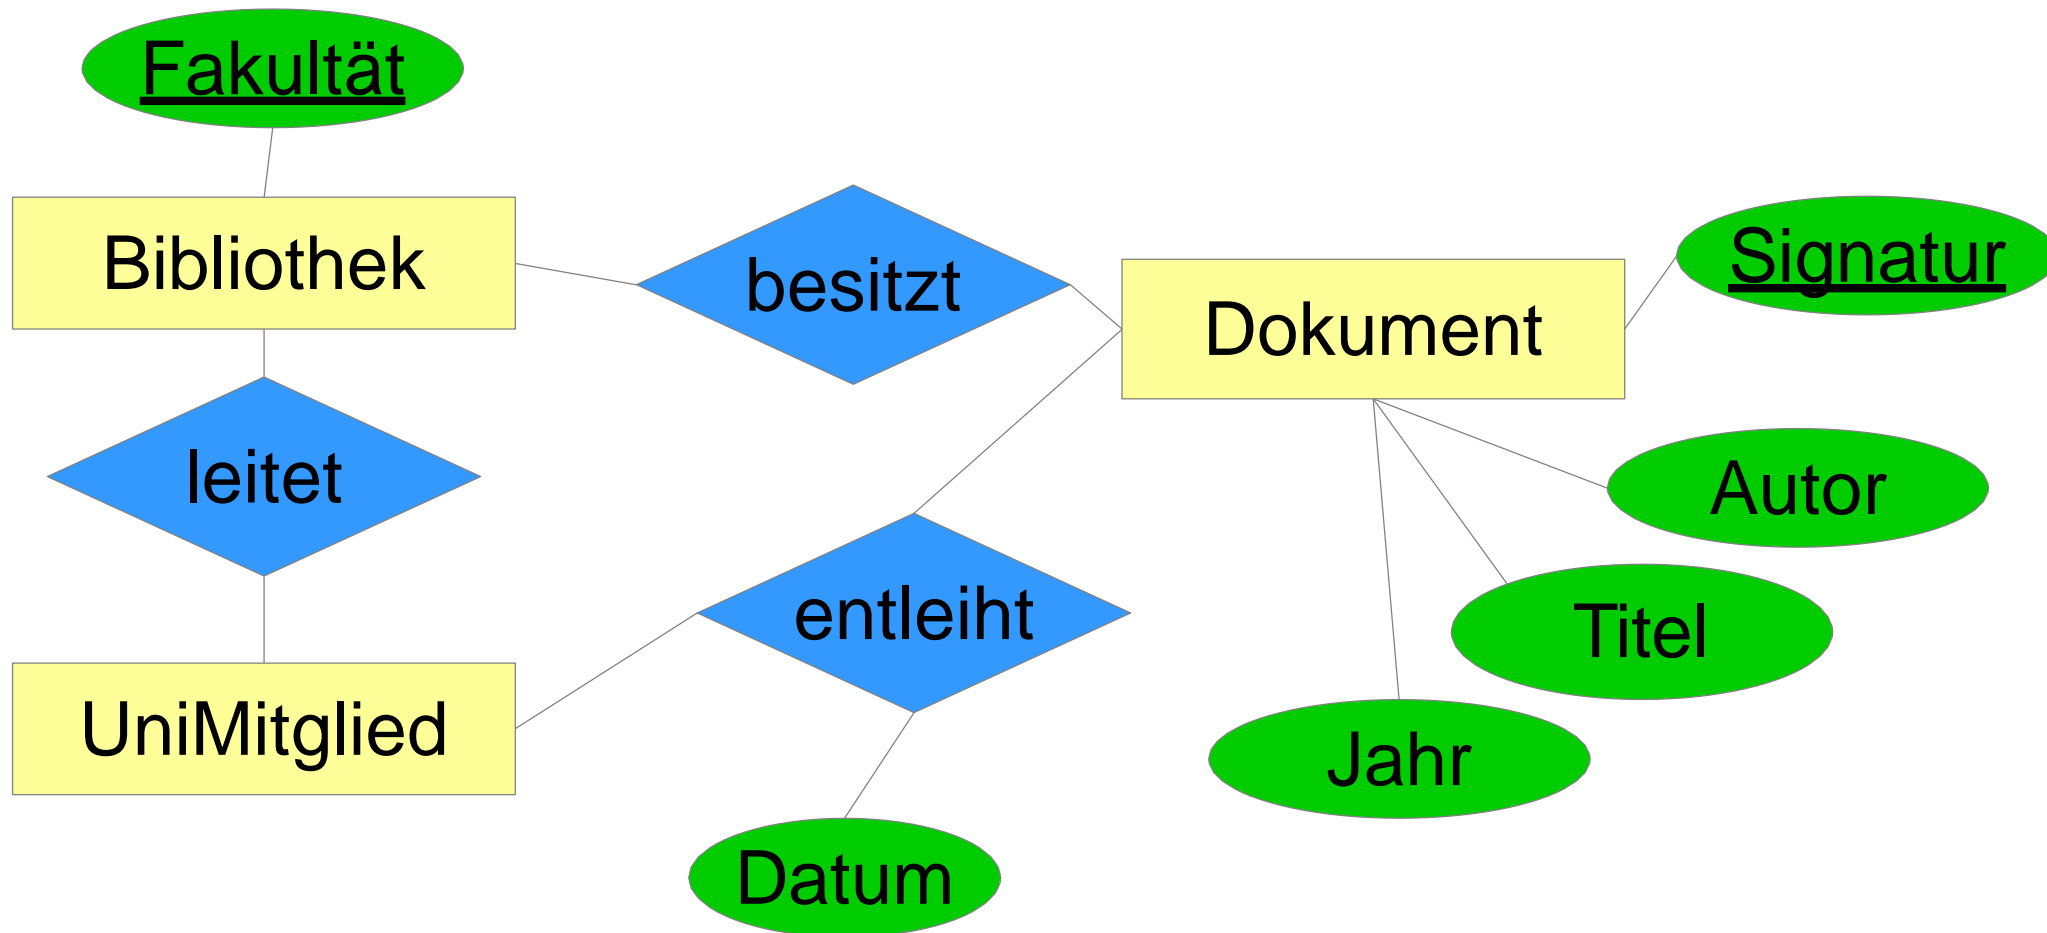 Fakultät
Bibliothek
besitzt
Dokument
Signatur
leitet
entleiht
Autor
Titel
UniMitglied
Jahr
Datum